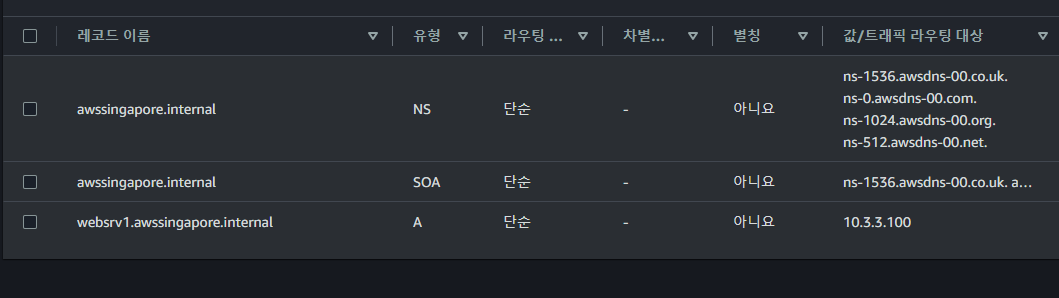 레코드 이름 유형 라우팅 ... 차별... 별칭 값/트래픽 라우팅 대상
awssingapore.internal NS 단순 - 아니요 ns-1536.awsdns-00.co.uk.
ns-0.awsdns-00.com.
ns-1024.awsdns-00.org.
ns-512.awsdns-00.net.
awssingapore.internal SOA 단순 - 아니요 ns-1536.awsdns-00.co.uk. a...
websrv1.awssingapore.internal A 단순 - 아니요 10.3.3.100